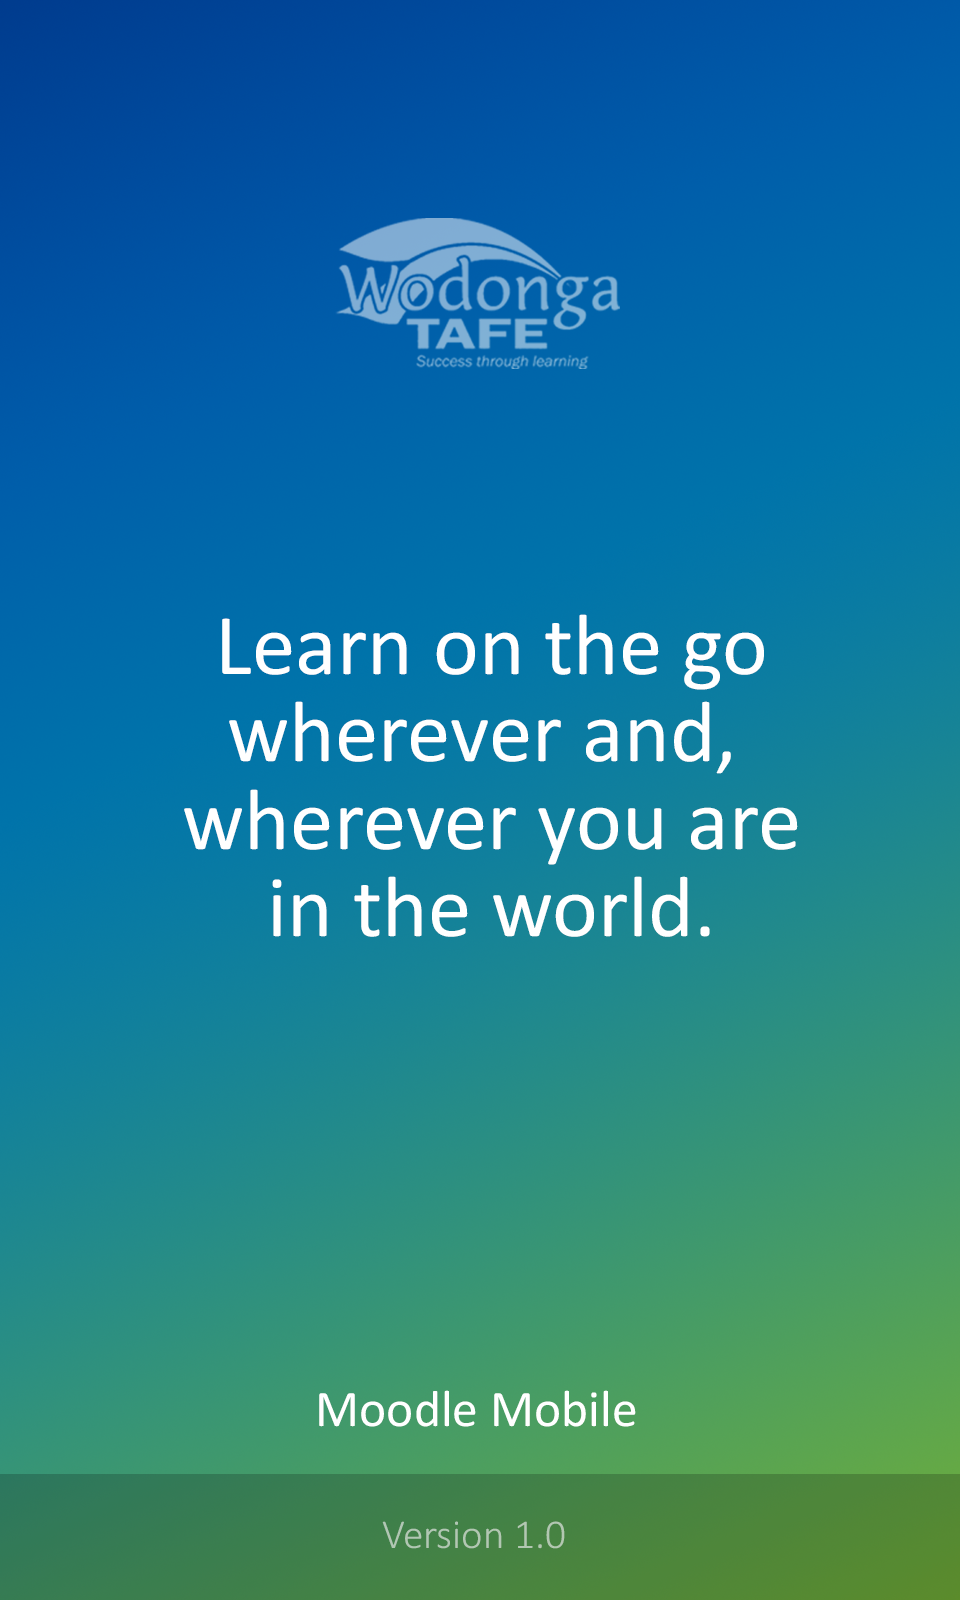 Wodonga
TAFE
Success through learning
Learn on the go
wherever and,
wherever you are
in the world.
Moodle Mobile
Version 1.0